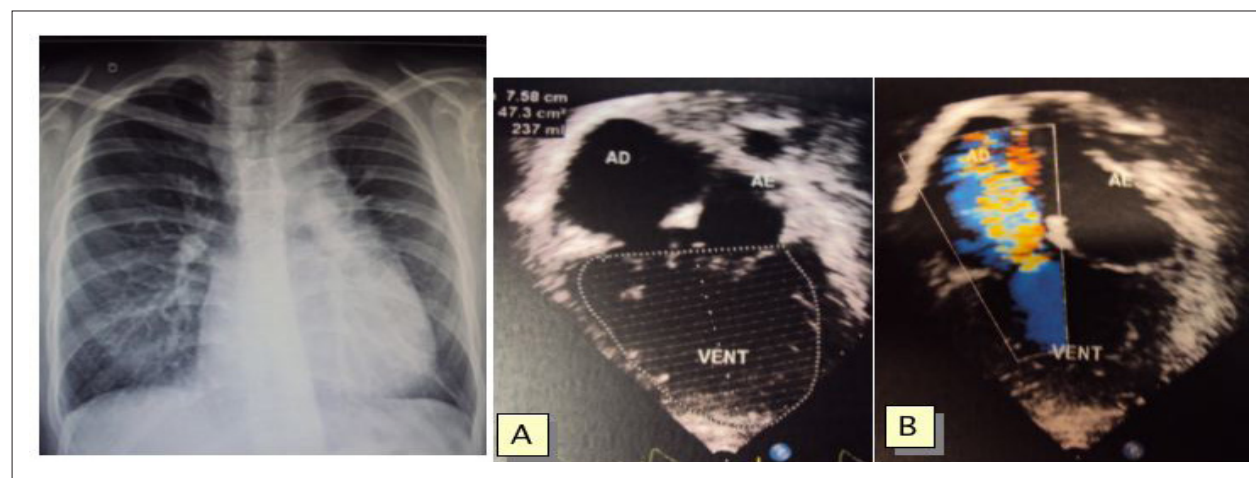 D
7.58 cm
47.3 cm²
237 ml
AD
AE
VENT
A
AD
AE
VENT
B